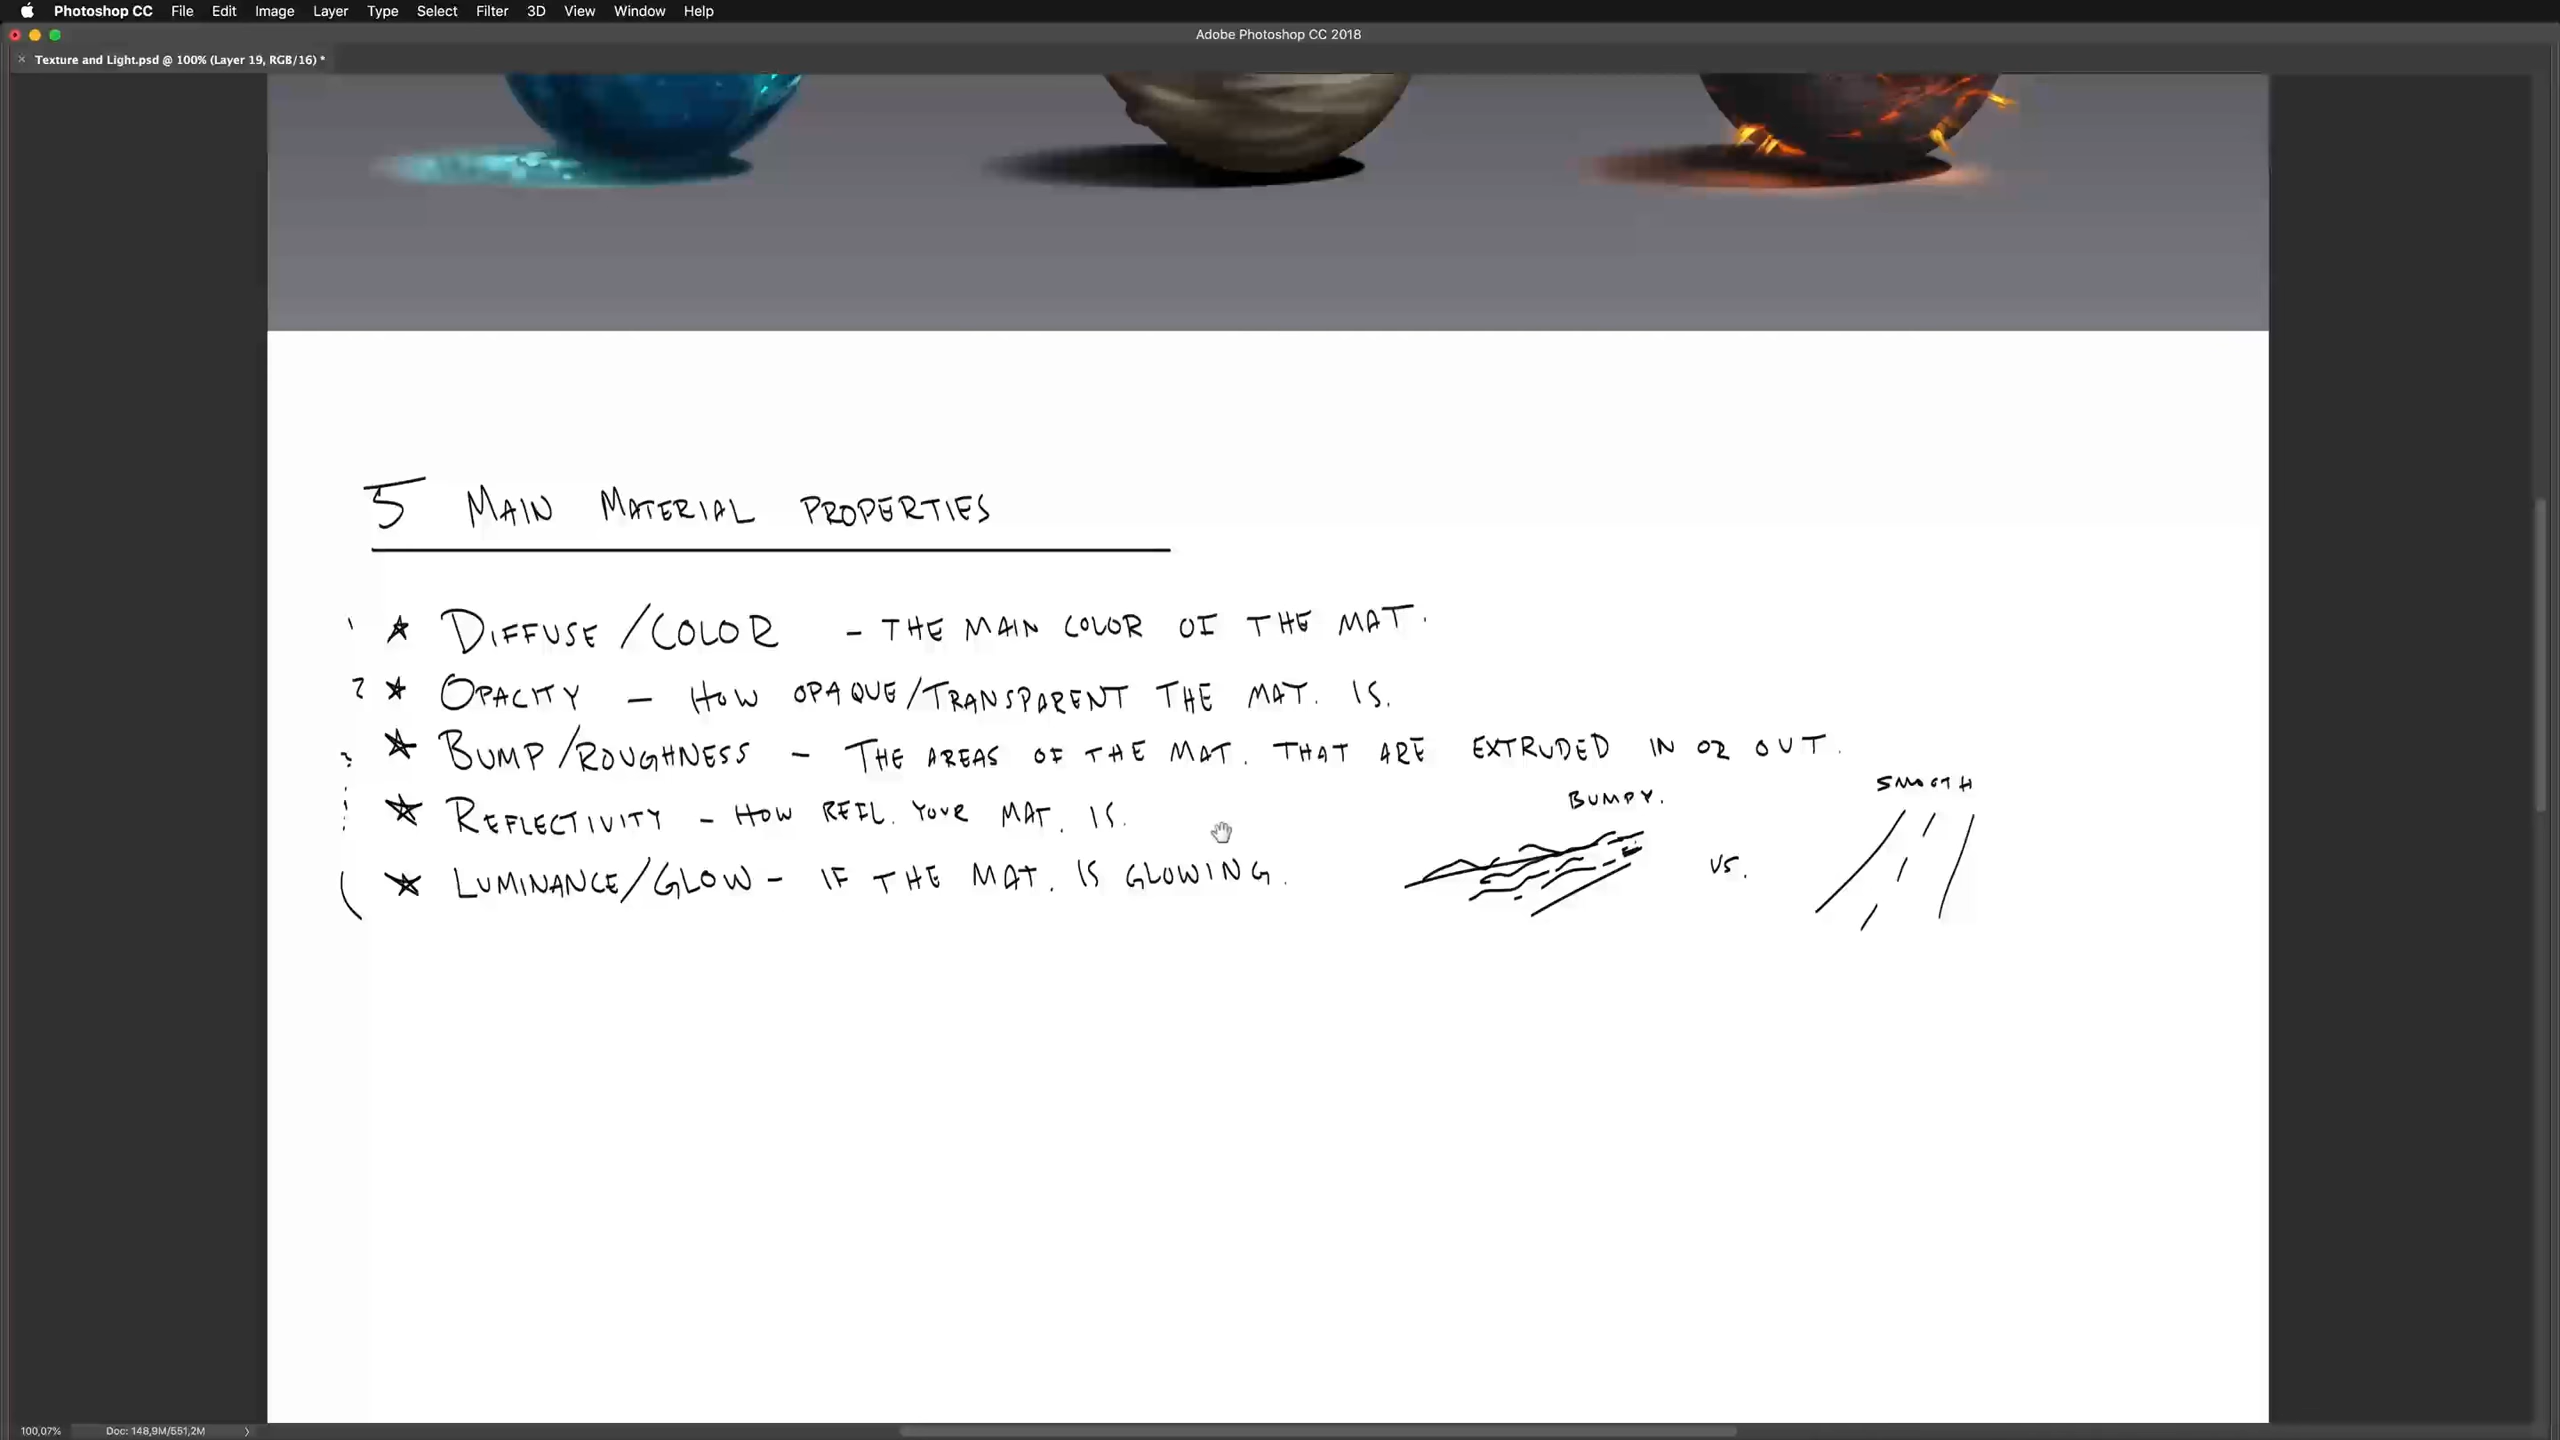 Photoshop CC File Edit Image Layer Type Select Filter 3D View Window Help
Adobe Photoshop CC 2018
Texture and Light.psd @ 100% (Layer 19, RGB/16) *
5 MAIN MATERIAL PROPERTIES
1 ★ DIFFUSE/COLOR - THE MAIN COLOR OF THE MAT.
2 ★ OPACITY - HOW OPAQUE/TRANSPARENT THE MAT. IS.
3 ★ BUMP/ROUGHNESS - THE AREAS OF THE MAT. THAT ARE EXTRUDED IN OR OUT.
★ REFLECTIVITY - HOW REFL. YOUR MAT. IS.
★ LUMINANCE/GLOW - IF THE MAT. IS GLOWING.
BUMPY.
VS.
SMOOTH
100,07% Doc: 148,9M/551,2M